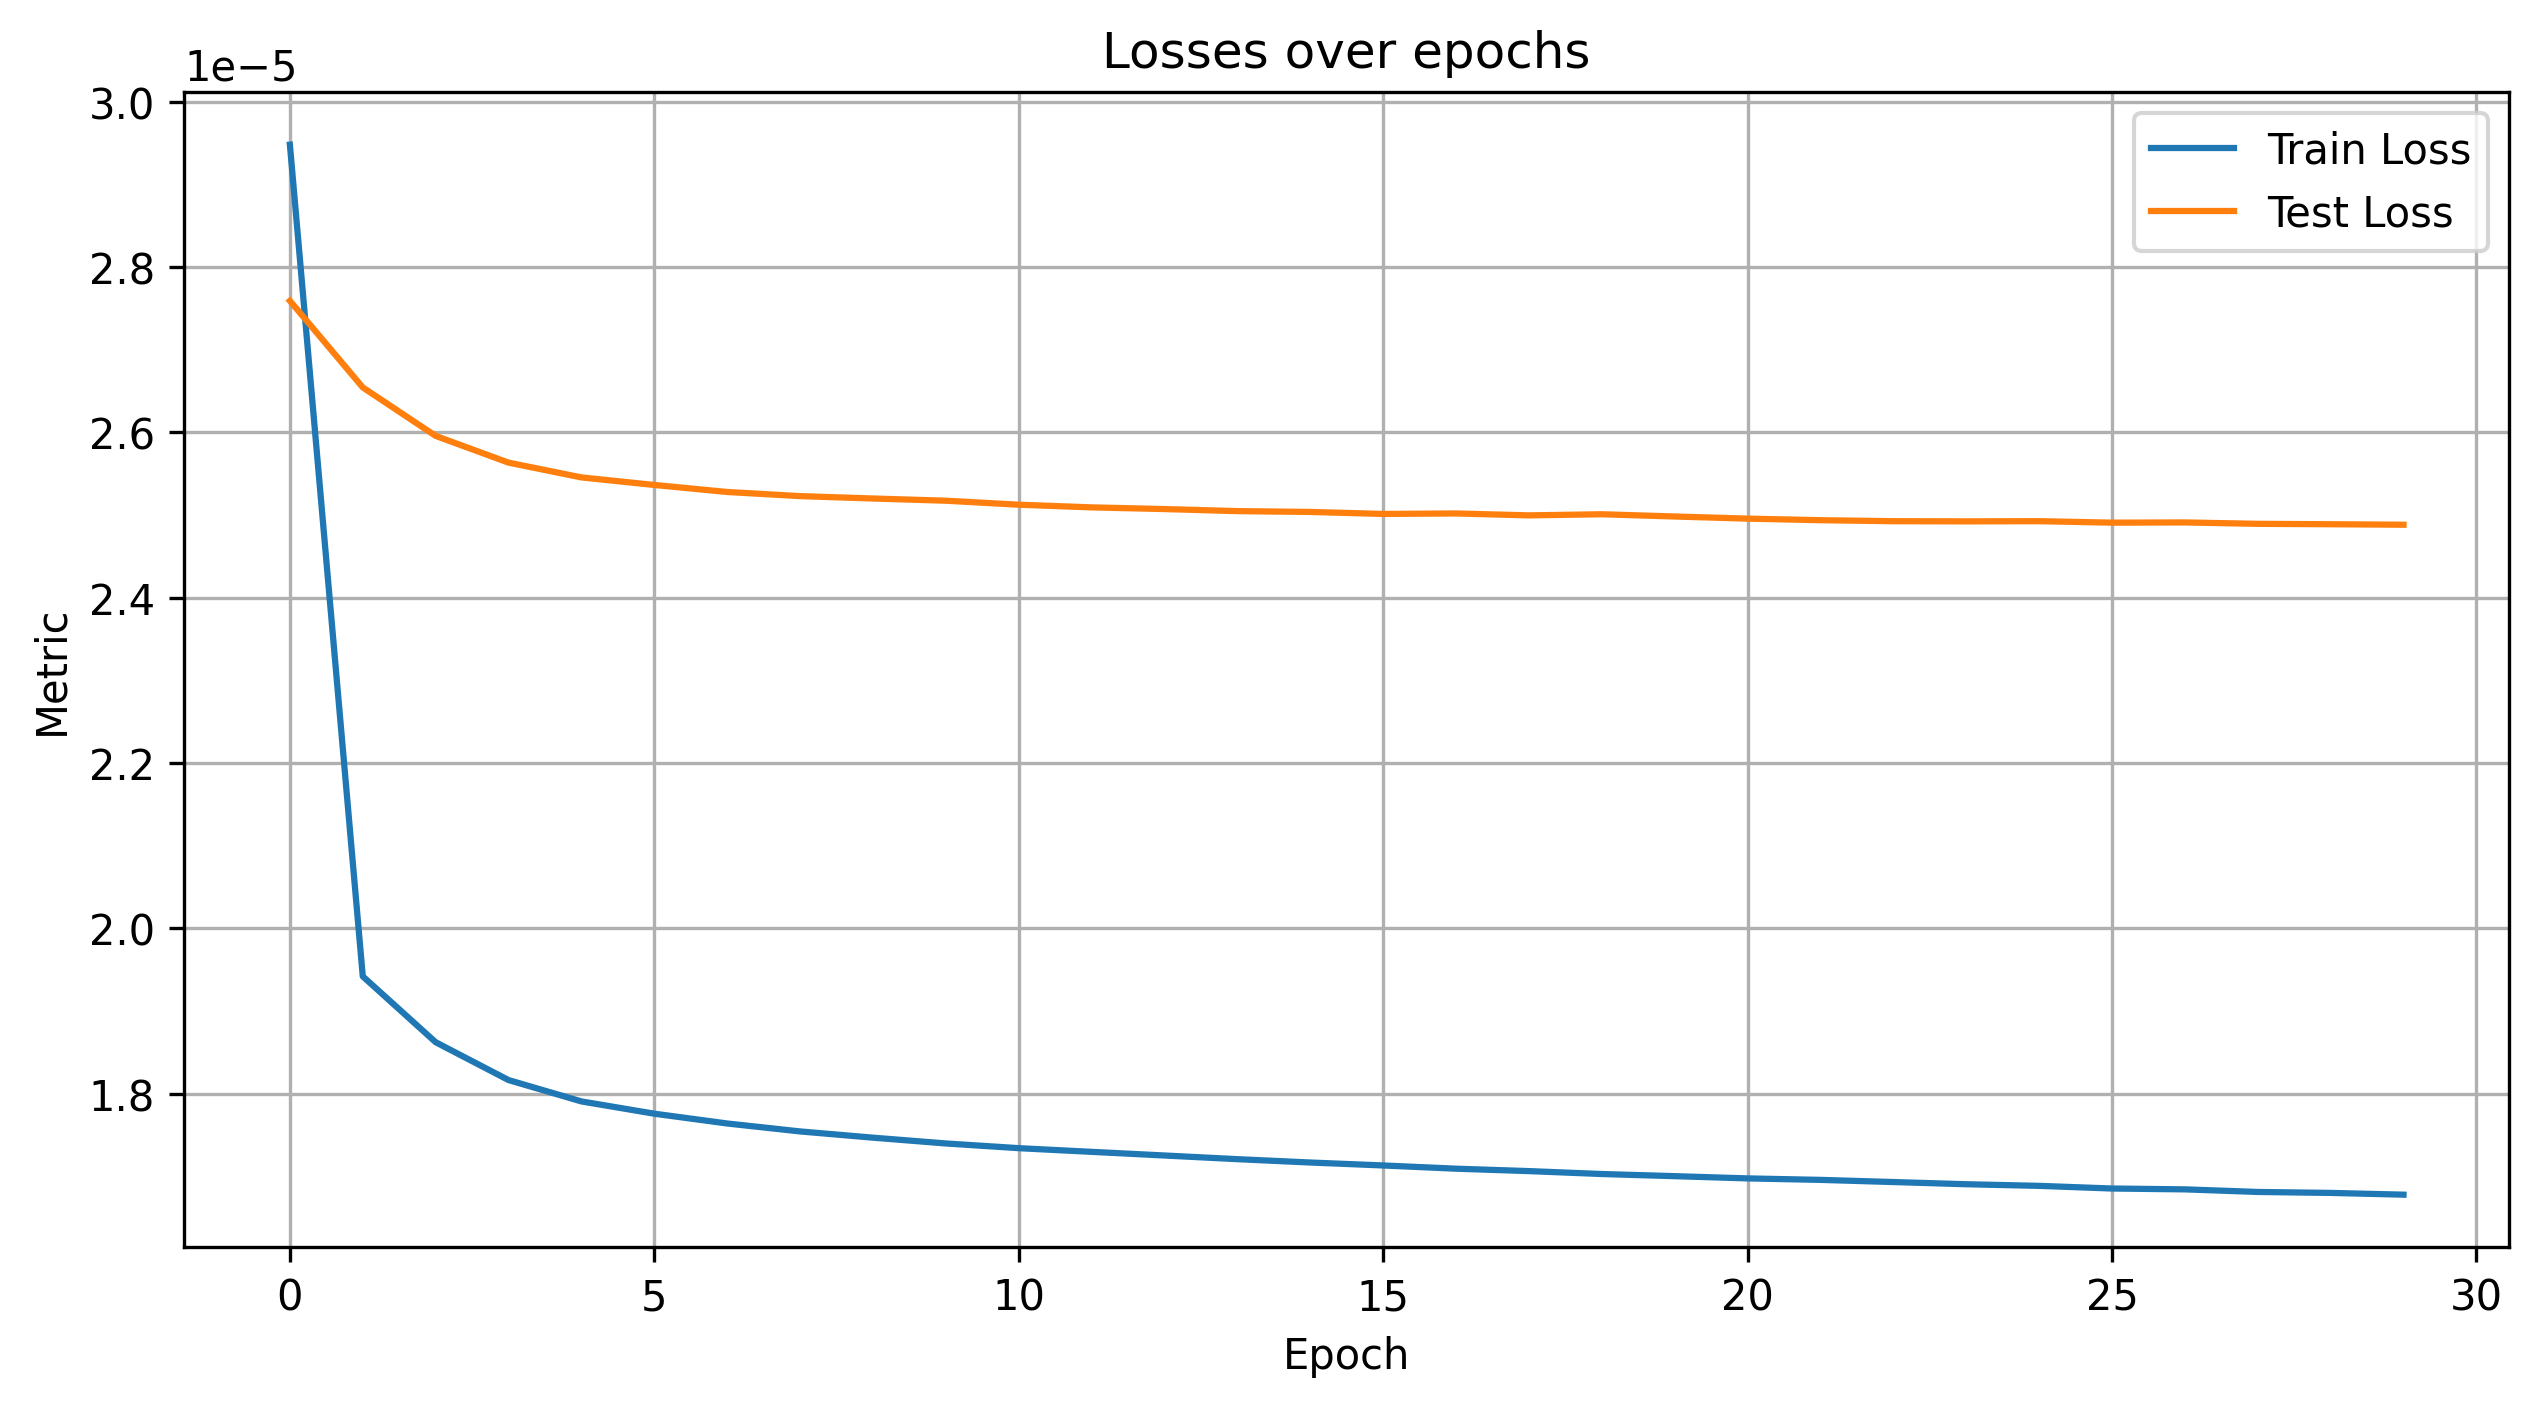 Losses over epochs
1e−5
3.0
2.8
2.6
2.4
2.2
2.0
1.8
Metric
Train Loss
Test Loss
0 5 10 15 20 25 30
Epoch